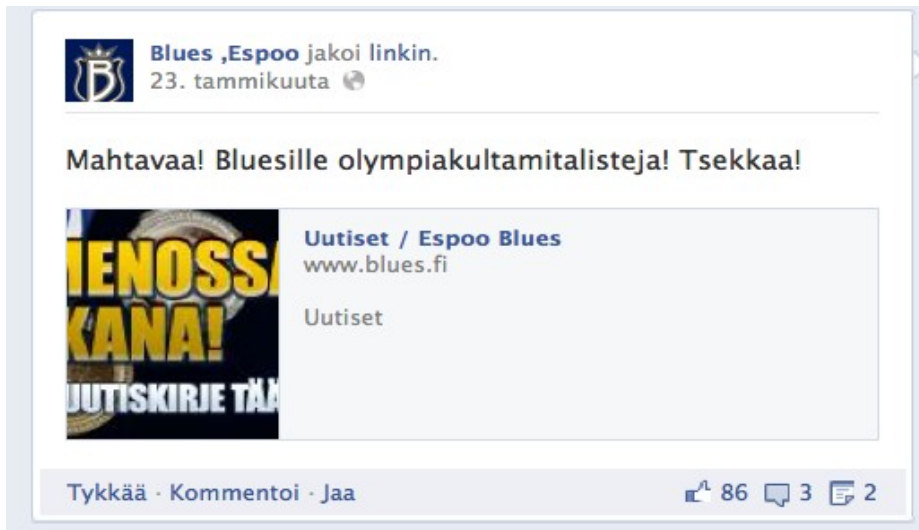 Blues ,Espoo jakoi linkin.
23. tammikuuta
Mahtavaa! Bluesille olympiakultamitalisteja! Tsekkaa!
Uutiset / Espoo Blues
www.blues.fi
Uutiset
ENOSSA
KANA!
UUTISKIRJE TÄÄ
Tykkää · Kommentoi · Jaa
86 3 2